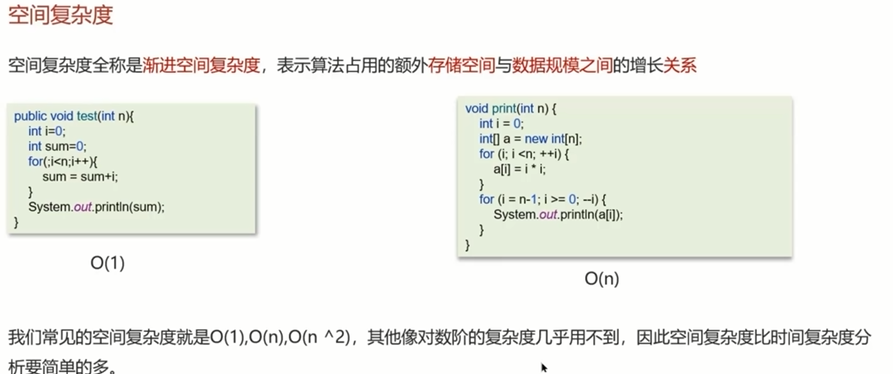 空间复杂度
空间复杂度全称是渐进空间复杂度，表示算法占用的额外存储空间与数据规模之间的增长关系
public void test(int n){
int i=0;
int sum=0;
for(;i<n;i++){
sum = sum+i;
}
System.out.println(sum);
}
O(1)
void print(int n) {
int i = 0;
int[] a = new int[n];
for (i; i <n; ++i) {
a[i] = i * i;
}
for (i = n-1; i >= 0; --i) {
System.out.println(a[i]);
}
}
O(n)
我们常见的空间复杂度就是O(1),O(n),O(n ^2)，其他像对数阶的复杂度几乎用不到，因此空间复杂度比时间复杂度分
析要简单的多。